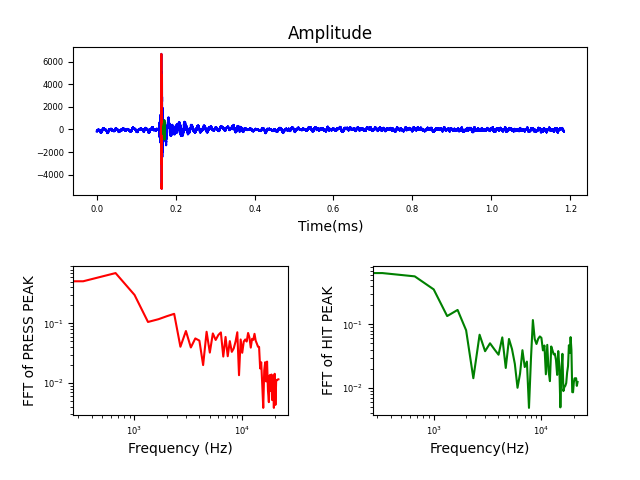 Amplitude
6000
4000
2000
0
−2000
−4000
0.0 0.2 0.4 0.6 0.8 1.0 1.2
Time(ms)
FFT of PRESS PEAK
10⁻¹
10⁻²
10³ 10⁴
Frequency (Hz)
FFT of HIT PEAK
10⁻¹
10⁻²
10³ 10⁴
Frequency(Hz)